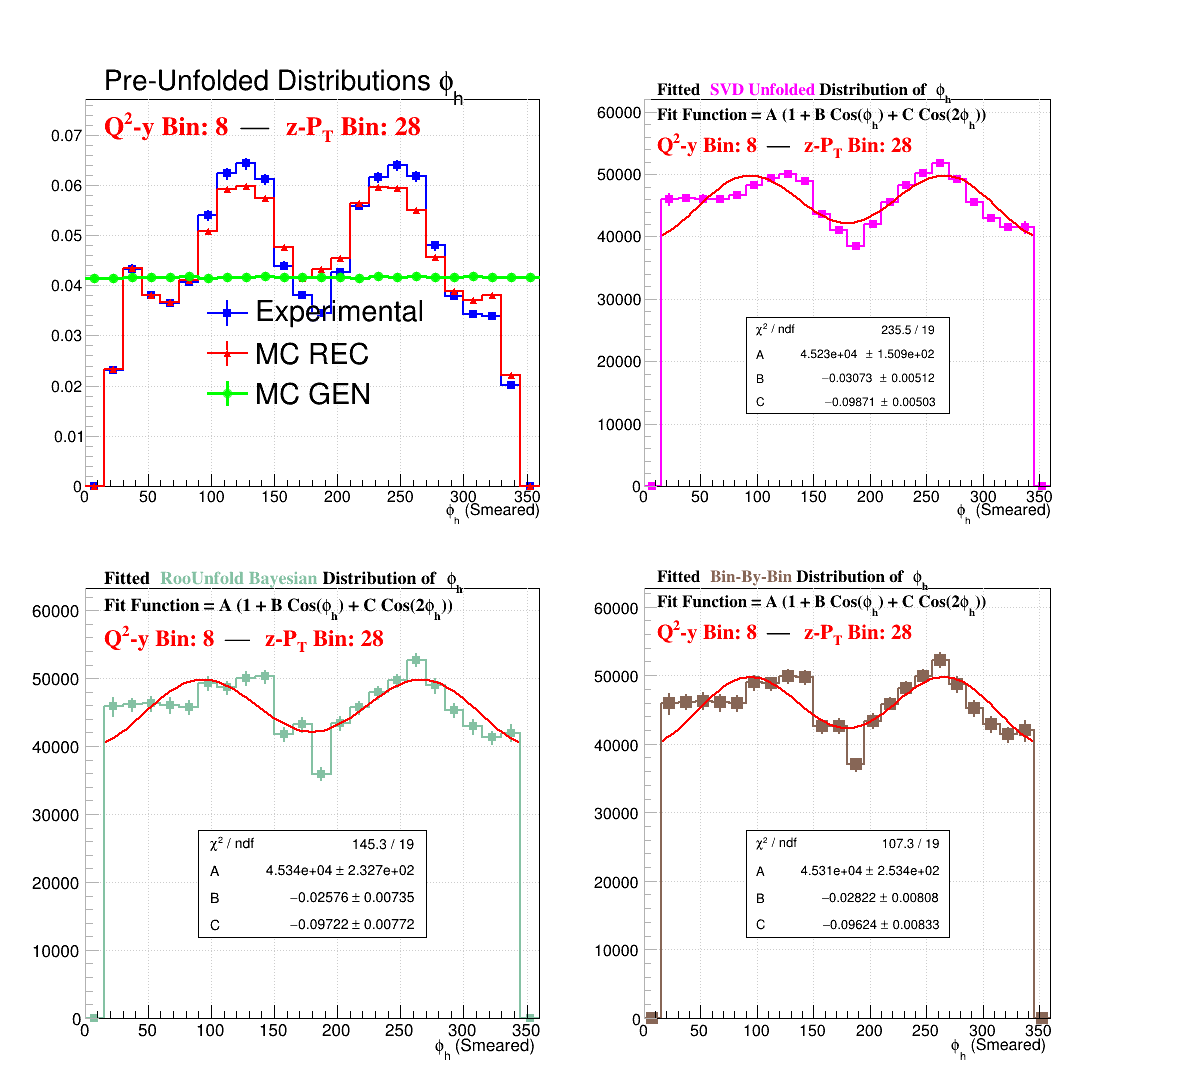 Pre-Unfolded Distributions ϕh
Q2-y Bin: 8 — z-PT Bin: 28
0.07
0.06
0.05
0.04
0.03
0.02
0.01
0
Experimental
MC REC
MC GEN
0 50 100 150 200 250 300 350
ϕh (Smeared)
Fitted SVD Unfolded Distribution of ϕh
Fit Function = A (1 + B Cos(ϕh) + C Cos(2ϕh))
Q2-y Bin: 8 — z-PT Bin: 28
60000
50000
40000
30000
20000
10000
0
χ2 / ndf 235.5 / 19
A 4.523e+04 ± 1.509e+02
B −0.03073 ± 0.00512
C −0.09871 ± 0.00503
0 50 100 150 200 250 300 350
ϕh (Smeared)
Fitted RooUnfold Bayesian Distribution of ϕh
Fit Function = A (1 + B Cos(ϕh) + C Cos(2ϕh))
Q2-y Bin: 8 — z-PT Bin: 28
60000
50000
40000
30000
20000
10000
0
χ2 / ndf 145.3 / 19
A 4.534e+04 ± 2.327e+02
B −0.02576 ± 0.00735
C −0.09722 ± 0.00772
0 50 100 150 200 250 300 350
ϕh (Smeared)
Fitted Bin-By-Bin Distribution of ϕh
Fit Function = A (1 + B Cos(ϕh) + C Cos(2ϕh))
Q2-y Bin: 8 — z-PT Bin: 28
60000
50000
40000
30000
20000
10000
0
χ2 / ndf 107.3 / 19
A 4.531e+04 ± 2.534e+02
B −0.02822 ± 0.00808
C −0.09624 ± 0.00833
0 50 100 150 200 250 300 350
ϕh (Smeared)